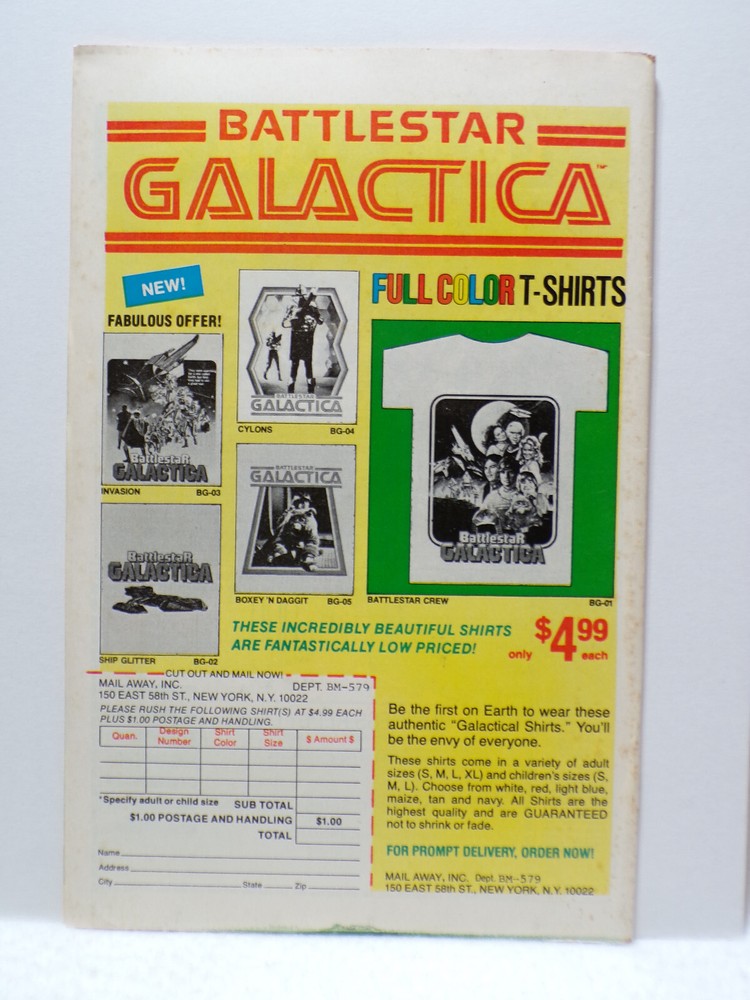 BATTLESTAR
GALACTICA™
NEW!
FABULOUS OFFER!
FULL COLOR T-SHIRTS
BattlestaR
GALACTICA
INVASION BG-03
BATTLESTAR
GALACTICA
CYLONS BG-04
BATTLESTAR
GALACTICA
BOXEY 'N DAGGIT BG-05
BattlestaR
GALACTICA
SHIP GLITTER BG-02
BattlestaR
GALACTICA
BATTLESTAR CREW BG-01
THESE INCREDIBLY BEAUTIFUL SHIRTS
ARE FANTASTICALLY LOW PRICED!
only $4.99 each
CUT OUT AND MAIL NOW!
MAIL AWAY, INC. DEPT. BM-579
150 EAST 58th ST., NEW YORK, N.Y. 10022
PLEASE RUSH THE FOLLOWING SHIRT(S) AT $4.99 EACH
PLUS $1.00 POSTAGE AND HANDLING.
Quan. Design Number Shirt Color Shirt Size $ Amount $
*Specify adult or child size SUB TOTAL
$1.00 POSTAGE AND HANDLING $1.00
TOTAL
Name
Address
City State Zip
Be the first on Earth to wear these
authentic "Galactical Shirts." You'll
be the envy of everyone.
These shirts come in a variety of adult
sizes (S, M, L, XL) and children's sizes (S,
M, L). Choose from white, red, light blue,
maize, tan and navy. All Shirts are the
highest quality and are GUARANTEED
not to shrink or fade.
FOR PROMPT DELIVERY, ORDER NOW!
MAIL AWAY, INC. Dept. BM-579
150 EAST 58th ST., NEW YORK, N.Y. 10022